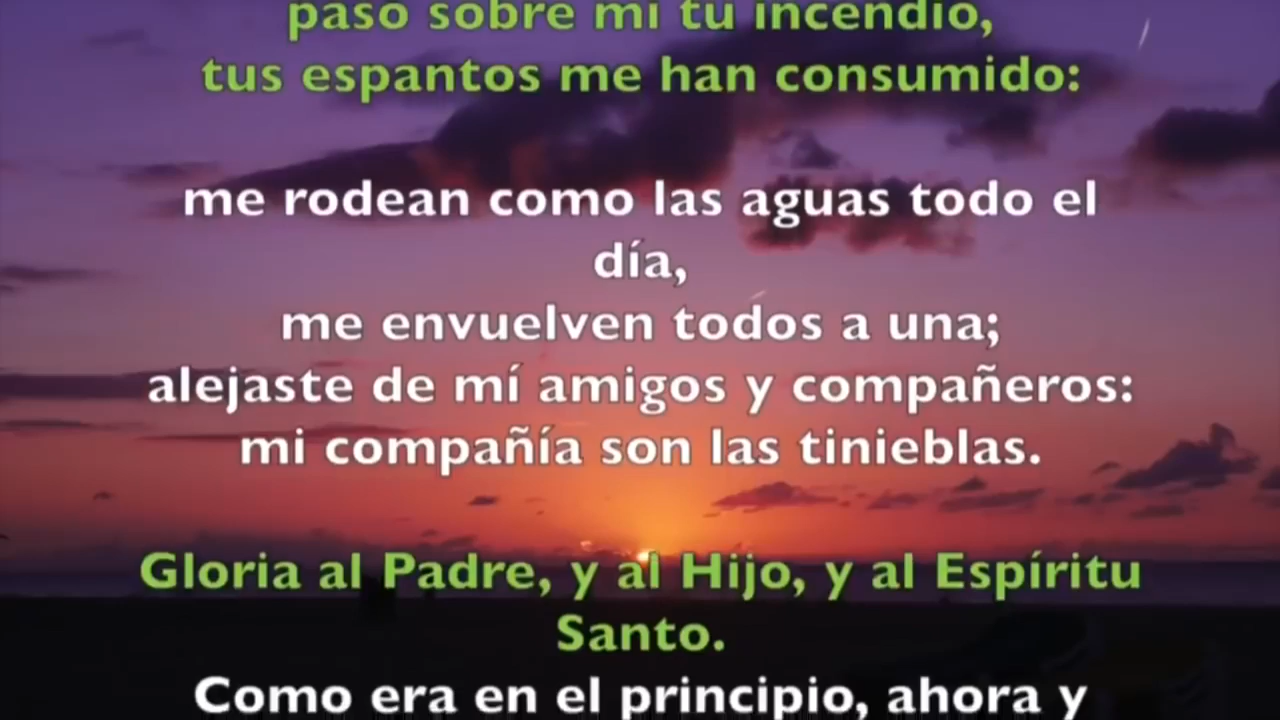 pasó sobre mí tu incendio,
tus espantos me han consumido:
me rodean como las aguas todo el
día,
me envuelven todos a una;
alejaste de mí amigos y compañeros:
mi compañía son las tinieblas.
Gloria al Padre, y al Hijo, y al Espíritu
Santo.
Como era en el principio, ahora y